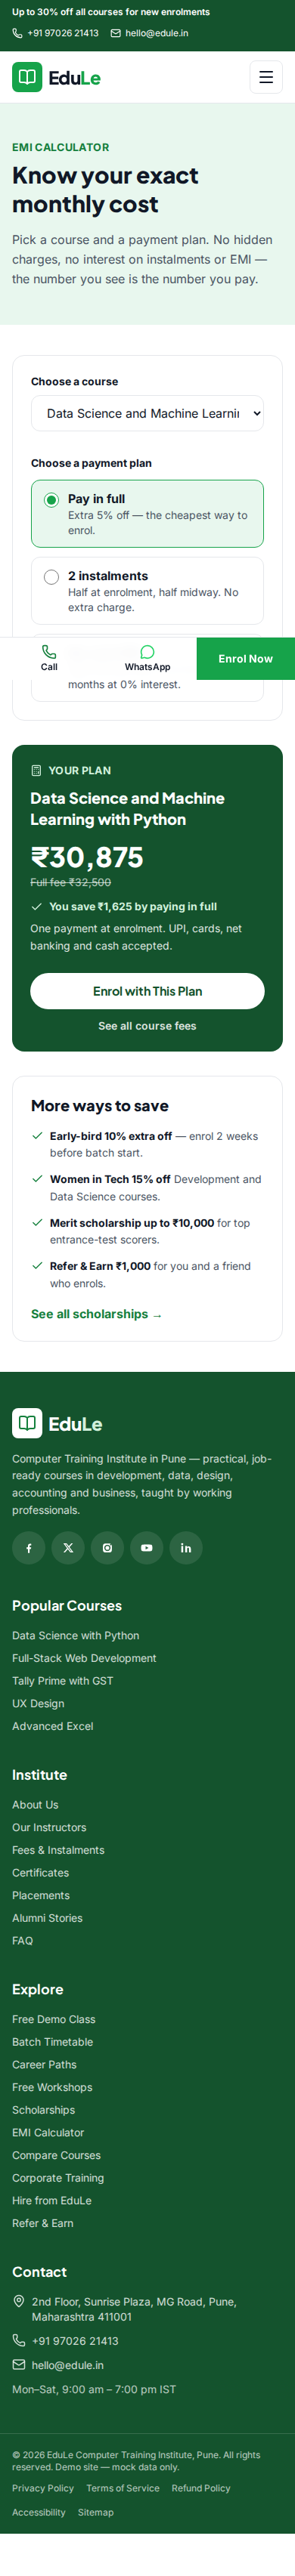 Up to 30% off all courses for new enrolments
+91 97026 21413 hello@edule.in
EduLe
EMI CALCULATOR
Know your exact
monthly cost
Pick a course and a payment plan. No hidden
charges, no interest on instalments or EMI —
the number you see is the number you pay.
Choose a course
Data Science and Machine Learnin
Choose a payment plan
Pay in full
Extra 5% off — the cheapest way to
enrol.
2 instalments
Half at enrolment, half midway. No
extra charge.
Call
WhatsApp
Enrol Now
months at 0% interest.
YOUR PLAN
Data Science and Machine
Learning with Python
₹30,875
Full fee ₹32,500
You save ₹1,625 by paying in full
One payment at enrolment. UPI, cards, net
banking and cash accepted.
Enrol with This Plan
See all course fees
More ways to save
Early-bird 10% extra off — enrol 2 weeks
before batch start.
Women in Tech 15% off Development and
Data Science courses.
Merit scholarship up to ₹10,000 for top
entrance-test scorers.
Refer & Earn ₹1,000 for you and a friend
who enrols.
See all scholarships →
EduLe
Computer Training Institute in Pune — practical, job-
ready courses in development, data, design,
accounting and business, taught by working
professionals.
Popular Courses
Data Science with Python
Full-Stack Web Development
Tally Prime with GST
UX Design
Advanced Excel
Institute
About Us
Our Instructors
Fees & Instalments
Certificates
Placements
Alumni Stories
FAQ
Explore
Free Demo Class
Batch Timetable
Career Paths
Free Workshops
Scholarships
EMI Calculator
Compare Courses
Corporate Training
Hire from EduLe
Refer & Earn
Contact
2nd Floor, Sunrise Plaza, MG Road, Pune,
Maharashtra 411001
+91 97026 21413
hello@edule.in
Mon–Sat, 9:00 am – 7:00 pm IST
© 2026 EduLe Computer Training Institute, Pune. All rights
reserved. Demo site — mock data only.
Privacy Policy Terms of Service Refund Policy
Accessibility Sitemap